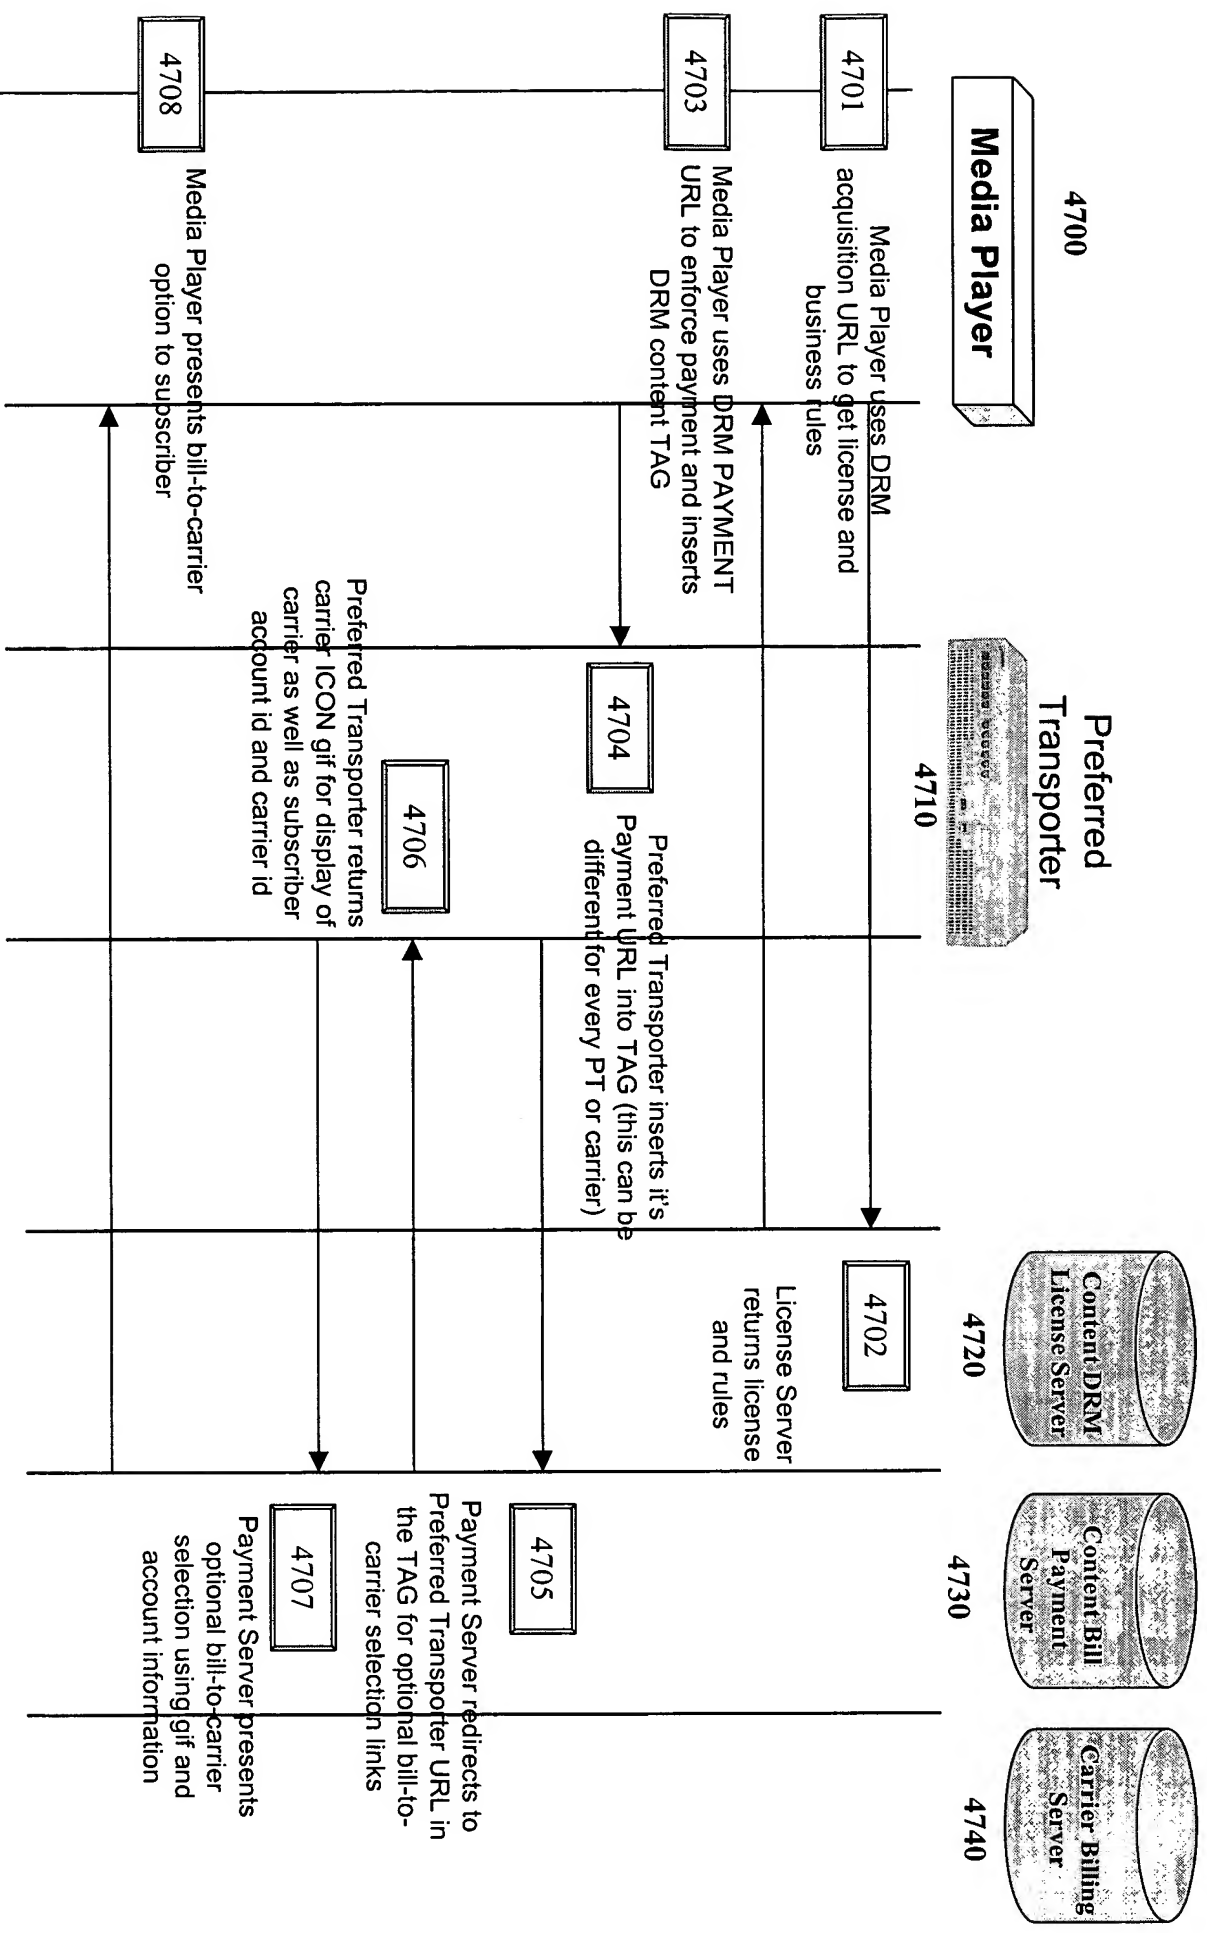 4700
Media Player
Preferred
Transporter
4710
Content DRM
License Server
4720
Content Bill
Payment
Server
4730
Carrier Billing
Server
4740
4701
Media Player uses DRM
acquisition URL to get license and
business rules
4702
License Server
returns license
and rules
4703
Media Player uses DRM PAYMENT
URL to enforce payment and inserts
DRM content TAG
4704
Preferred Transporter inserts it's
Payment URL into TAG (this can be
different for every PT or carrier)
4705
Payment Server redirects to
Preferred Transporter URL in
the TAG for optional bill-to-
carrier selection links
4706
Preferred Transporter returns
carrier ICON gif for display of
carrier as well as subscriber
account id and carrier id
4707
Payment Server presents
optional bill-to-carrier
selection using gif and
account information
4708
Media Player presents bill-to-carrier
option to subscriber